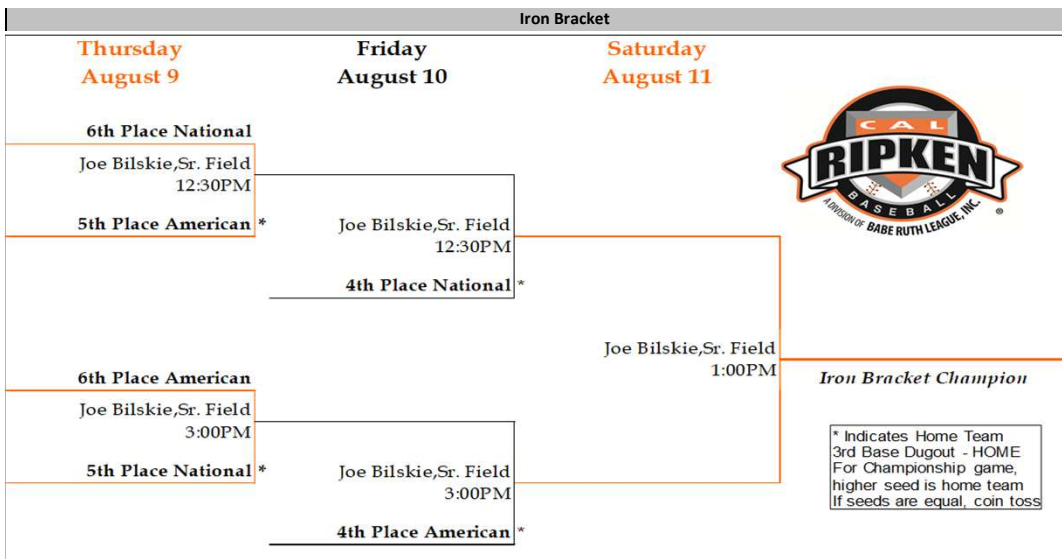 Iron Bracket
Thursday
August 9
Friday
August 10
Saturday
August 11
6th Place National
Joe Bilskie,Sr. Field
12:30PM
5th Place American *
Joe Bilskie,Sr. Field
12:30PM
4th Place National *
Joe Bilskie,Sr. Field
1:00PM
Iron Bracket Champion
6th Place American
Joe Bilskie,Sr. Field
3:00PM
5th Place National *
Joe Bilskie,Sr. Field
3:00PM
4th Place American *
CAL
RIPKEN
BASEBALL
A DIVISION OF BABE RUTH LEAGUE, INC.
®
* Indicates Home Team
3rd Base Dugout - HOME
For Championship game,
higher seed is home team
If seeds are equal, coin toss